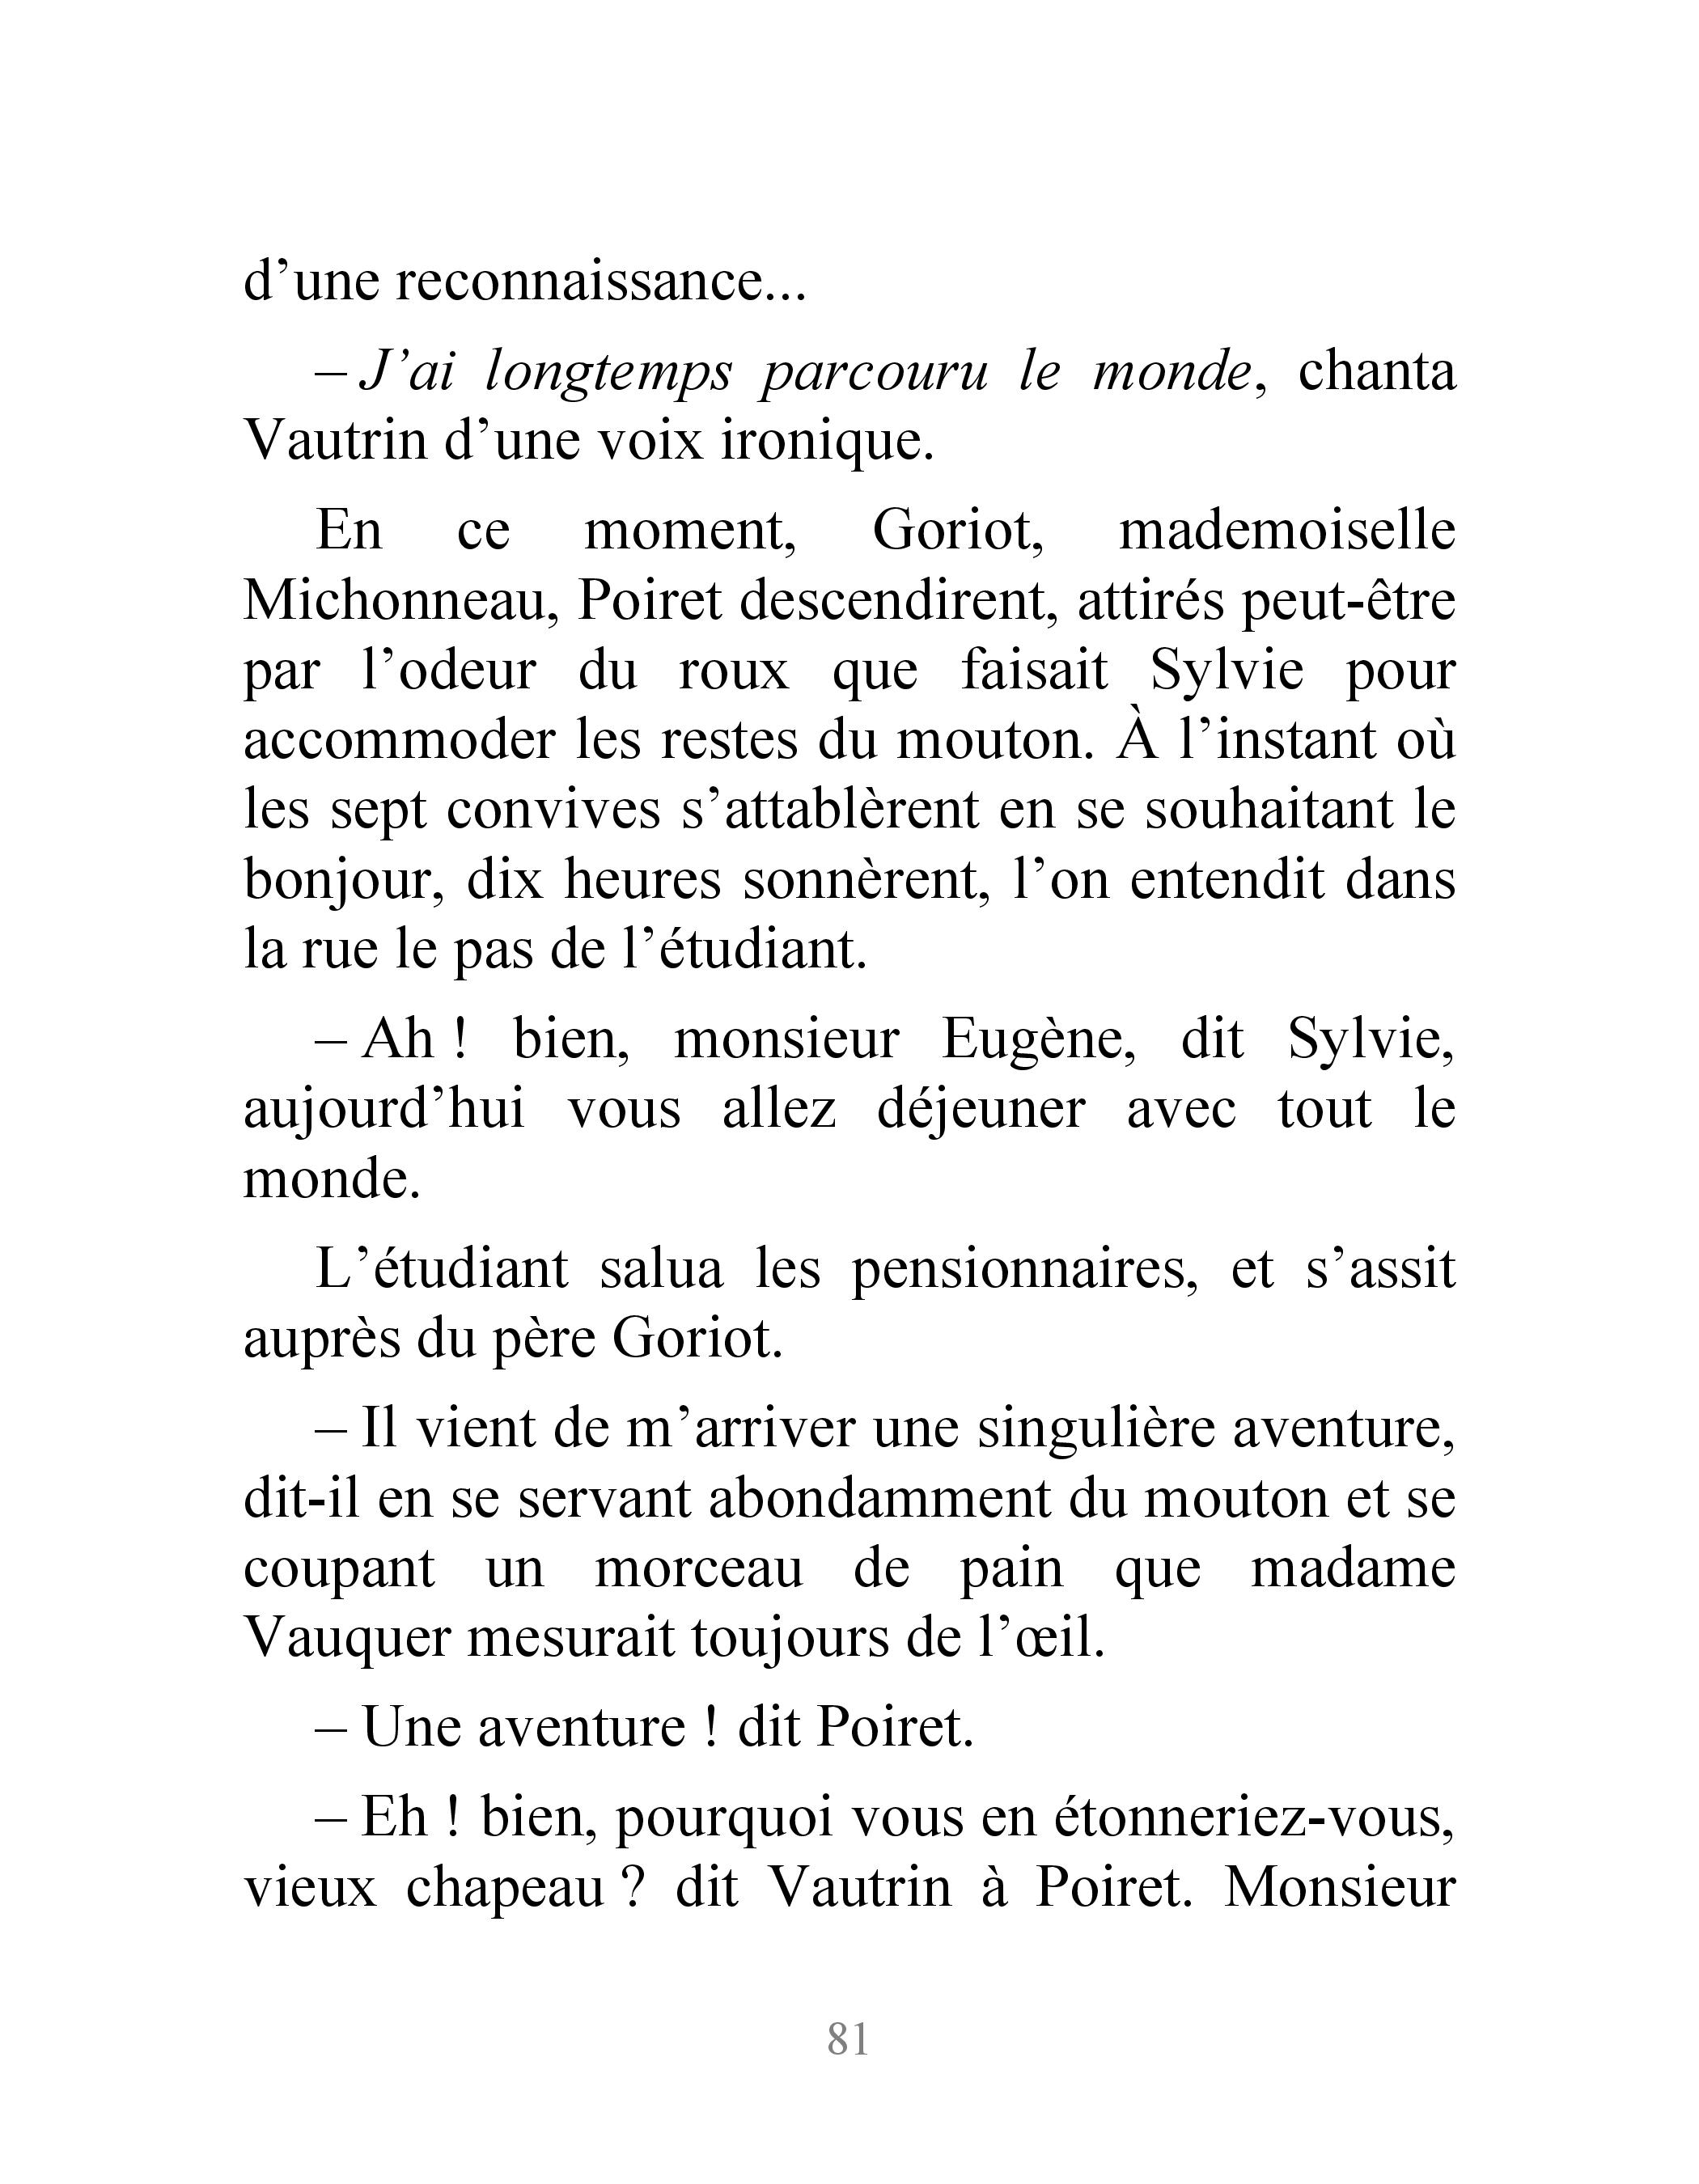 d’une reconnaissance...
– J’ai longtemps parcouru le monde, chanta
Vautrin d’une voix ironique.
En ce moment, Goriot, mademoiselle
Michonneau, Poiret descendirent, attirés peut-être
par l’odeur du roux que faisait Sylvie pour
accommoder les restes du mouton. À l’instant où
les sept convives s’attablèrent en se souhaitant le
bonjour, dix heures sonnèrent, l’on entendit dans
la rue le pas de l’étudiant.
– Ah ! bien, monsieur Eugène, dit Sylvie,
aujourd’hui vous allez déjeuner avec tout le
monde.
L’étudiant salua les pensionnaires, et s’assit
auprès du père Goriot.
– Il vient de m’arriver une singulière aventure,
dit-il en se servant abondamment du mouton et se
coupant un morceau de pain que madame
Vauquer mesurait toujours de l’œil.
– Une aventure ! dit Poiret.
– Eh ! bien, pourquoi vous en étonneriez-vous,
vieux chapeau ? dit Vautrin à Poiret. Monsieur
81